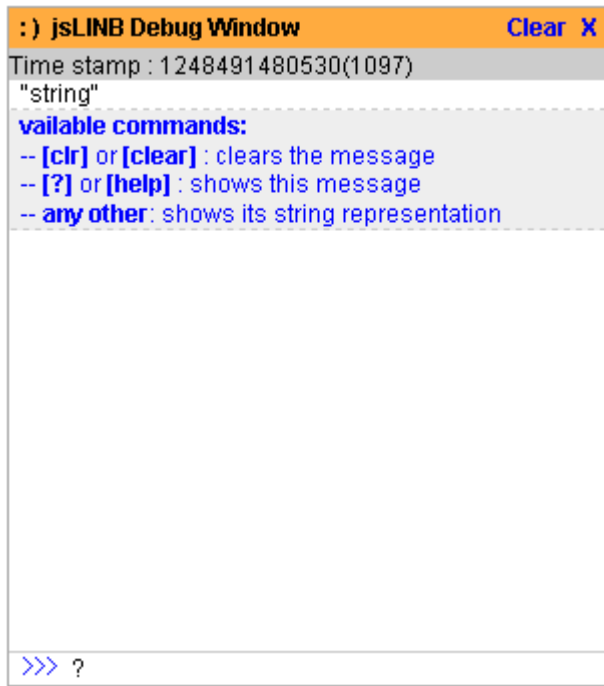 :) jsLINB Debug Window Clear X
Time stamp : 1248491480530(1097)
"string"
vailable commands:
-- [clr] or [clear] : clears the message
-- [?] or [help] : shows this message
-- any other: shows its string representation
>>> ?